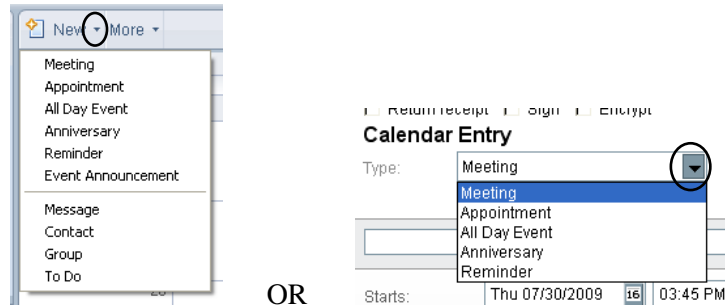 New More
Meeting
Appointment
All Day Event
Anniversary
Reminder
Event Announcement
Message
Contact
Group
To Do
OR
Return receipt Sign Encrypt
Calendar Entry
Type: Meeting
Meeting
Appointment
All Day Event
Anniversary
Reminder
Starts: Thu 07/30/2009 16 03:45 PM